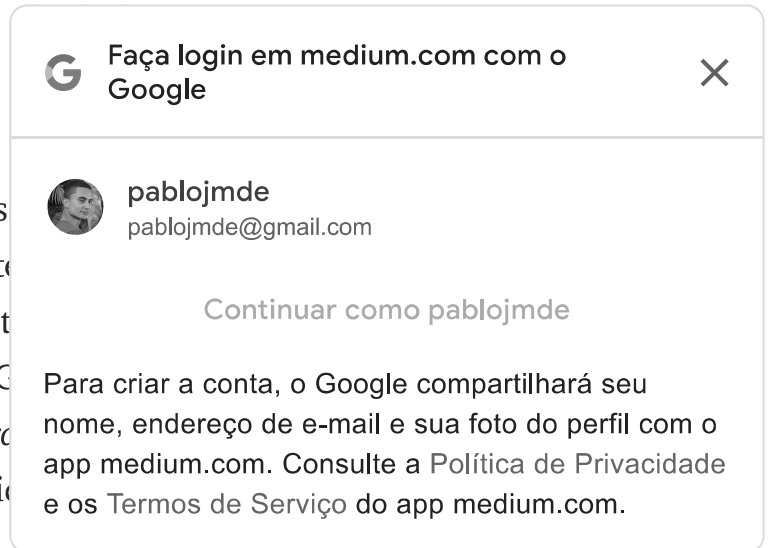 Faça login em medium.com com o
Google
pablojmde
pablojmde@gmail.com
Continuar como pablojmde
Para criar a conta, o Google compartilhará seu
nome, endereço de e-mail e sua foto do perfil com o
app medium.com. Consulte a Política de Privacidade
e os Termos de Serviço do app medium.com.